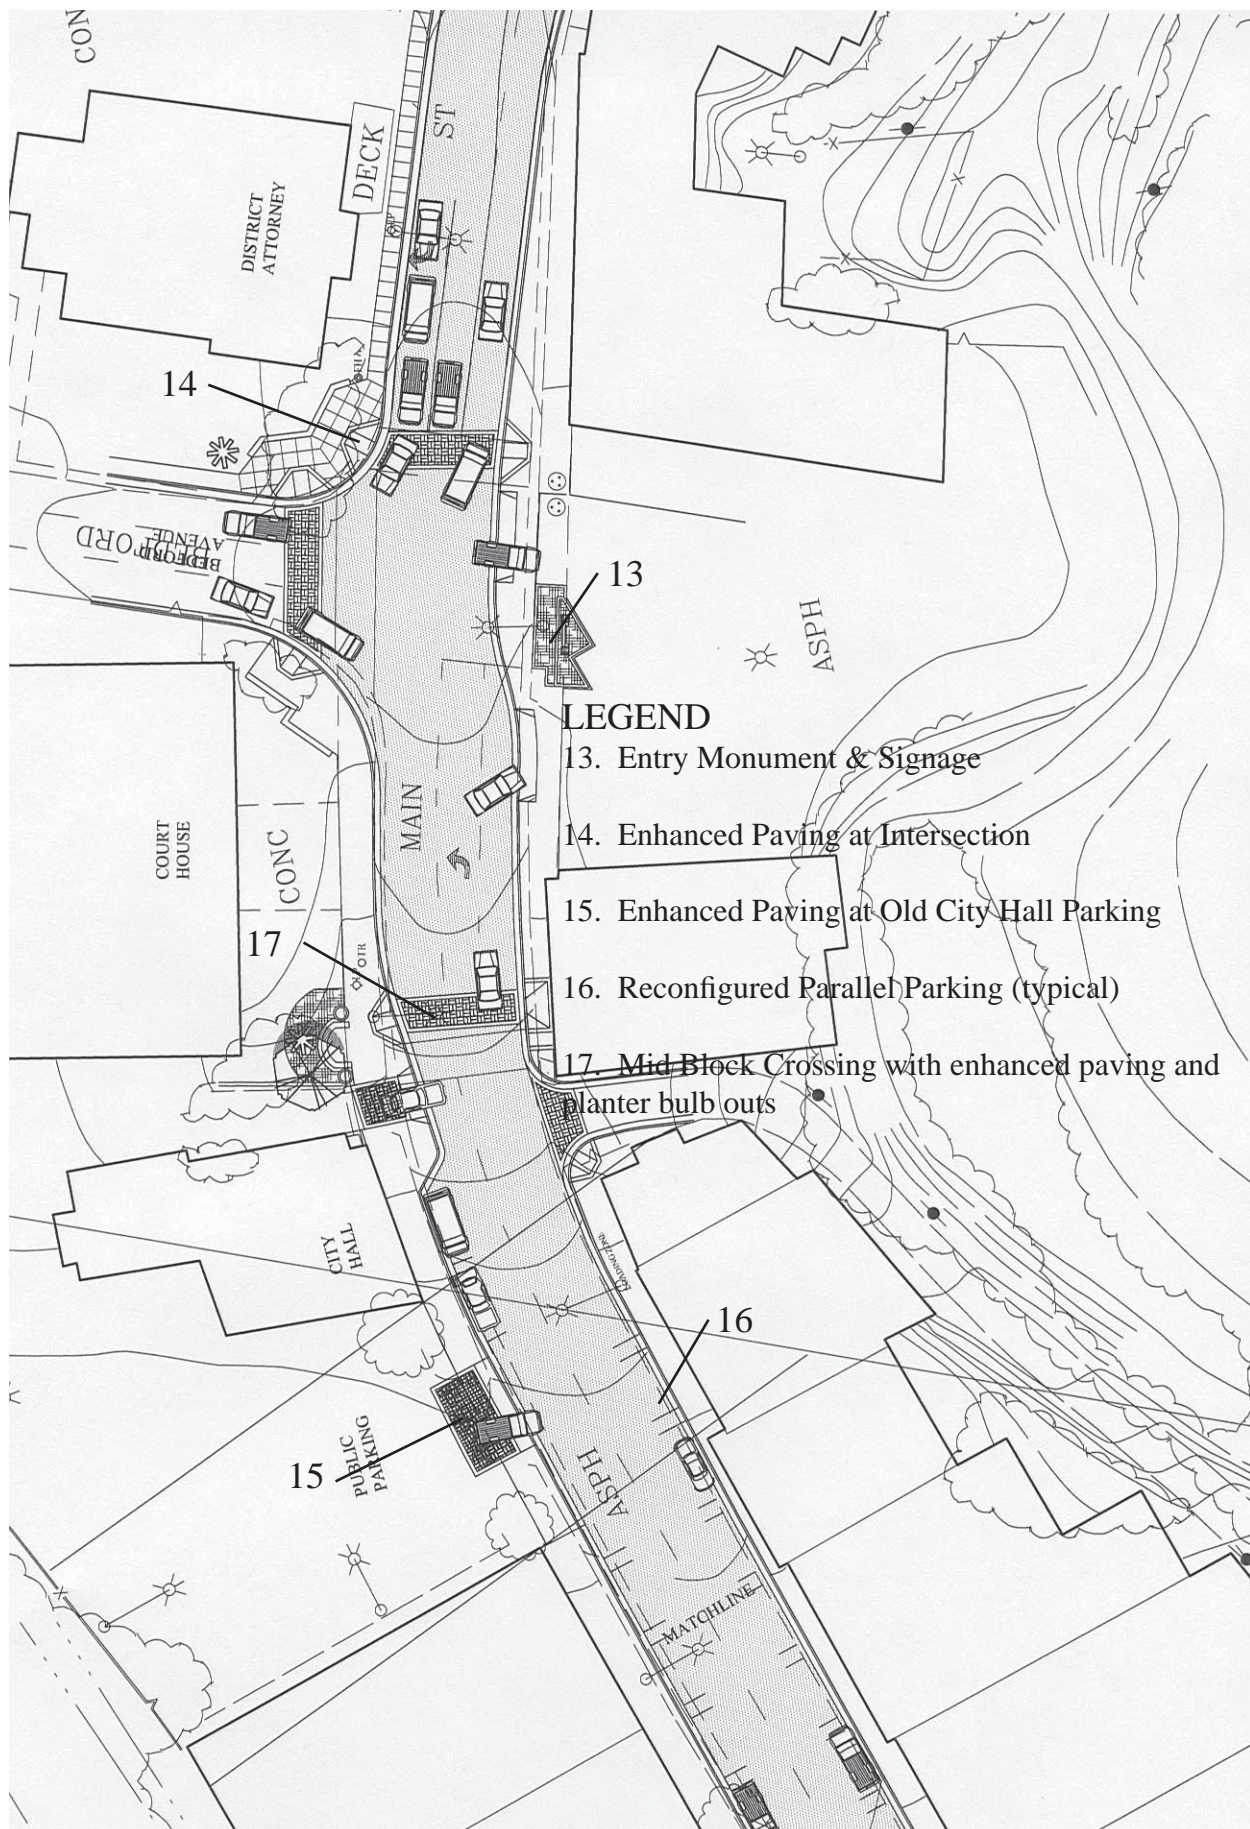 CON
DECK
ST
DISTRICT
ATTORNEY
14
BEDFORD
AVENUE
13
ASPH
LEGEND
13. Entry Monument & Signage
14. Enhanced Paving at Intersection
15. Enhanced Paving at Old City Hall Parking
16. Reconfigured Parallel Parking (typical)
17. Mid Block Crossing with enhanced paving and
planter bulb outs
MAIN
COURT
HOUSE
CONC
17
CITY
HALL
LOADING ZONE
16
PUBLIC
PARKING
15
ASPH
MATCHLINE